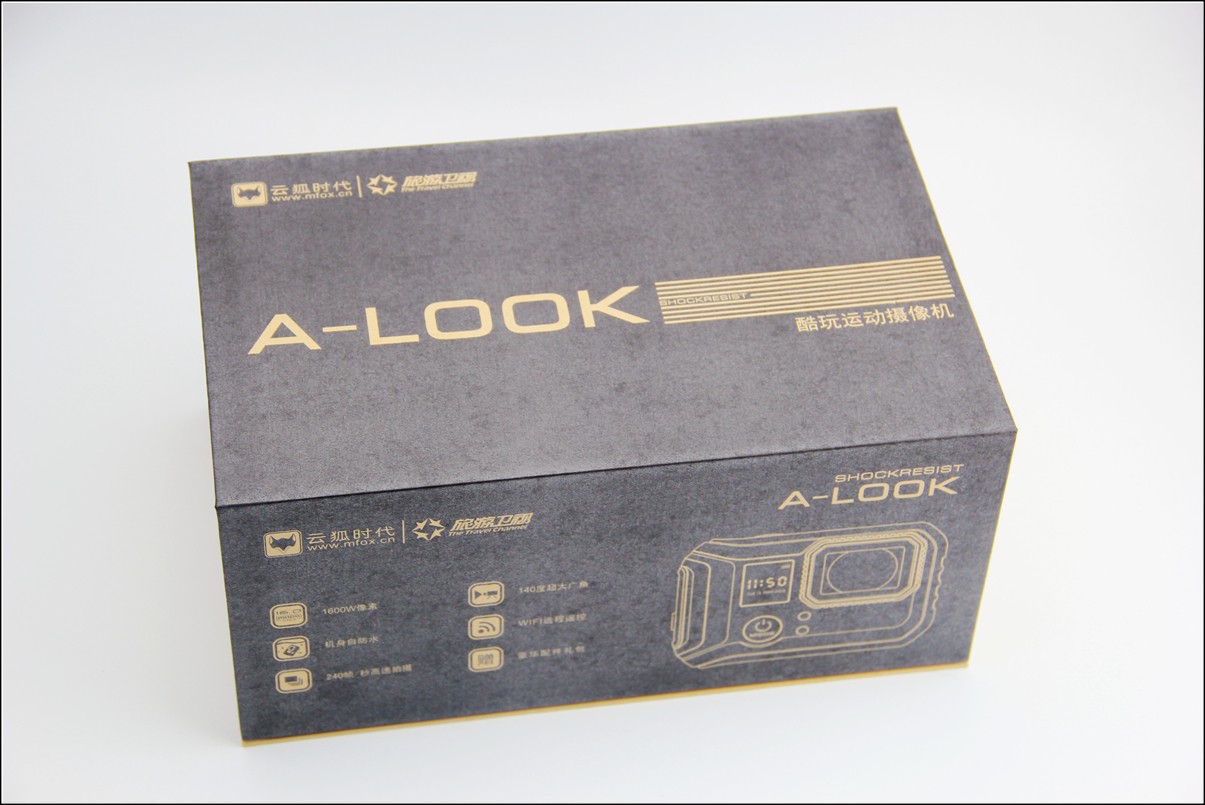 云狐时代
www.mfox.cn
旅游卫视
The Travel Channel
A-LOOK
SHOCKRESIST
酷玩运动摄像机
SHOCKRESIST
A-LOOK
云狐时代
www.mfox.cn
旅游卫视
The Travel Channel
16.0
1600W像素
机身自防水
240帧/秒高速拍摄
140度超大广角
WIFI远程遥控
赠
豪华配件礼包
11:50